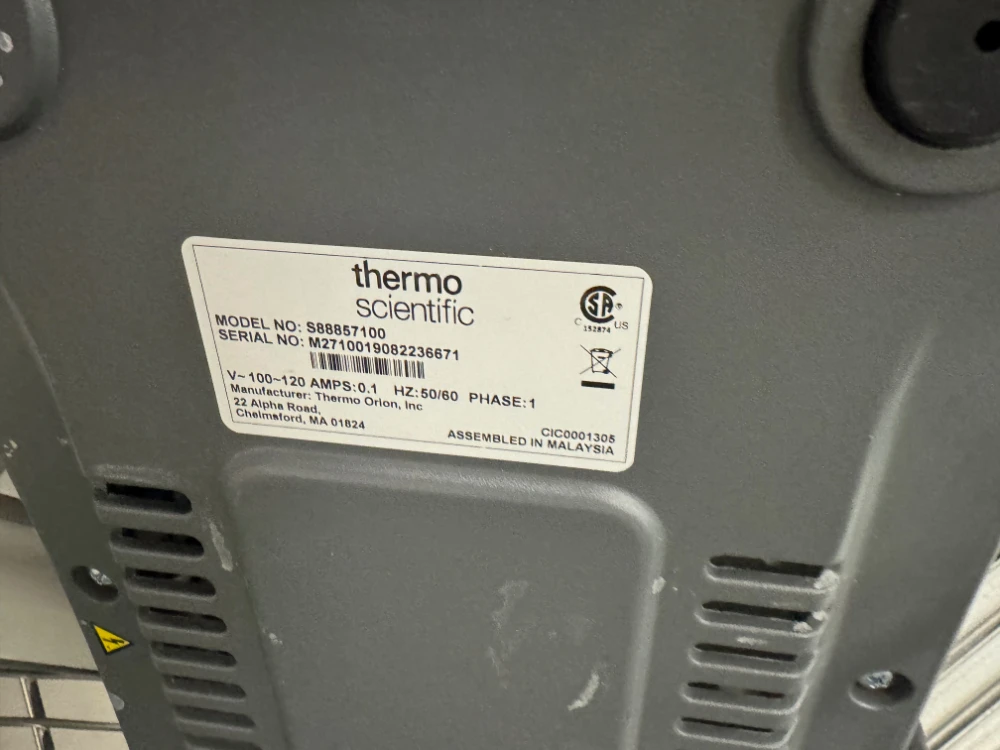 thermo
scientific
MODEL NO: S88857100
SERIAL NO: M2710019082236671
V~ 100~120 AMPS:0.1 HZ:50/60 PHASE:1
Manufacturer: Thermo Orion, Inc
22 Alpha Road,
Chelmsford, MA 01824
SA
®
C US
152874
CIC0001305
ASSEMBLED IN MALAYSIA